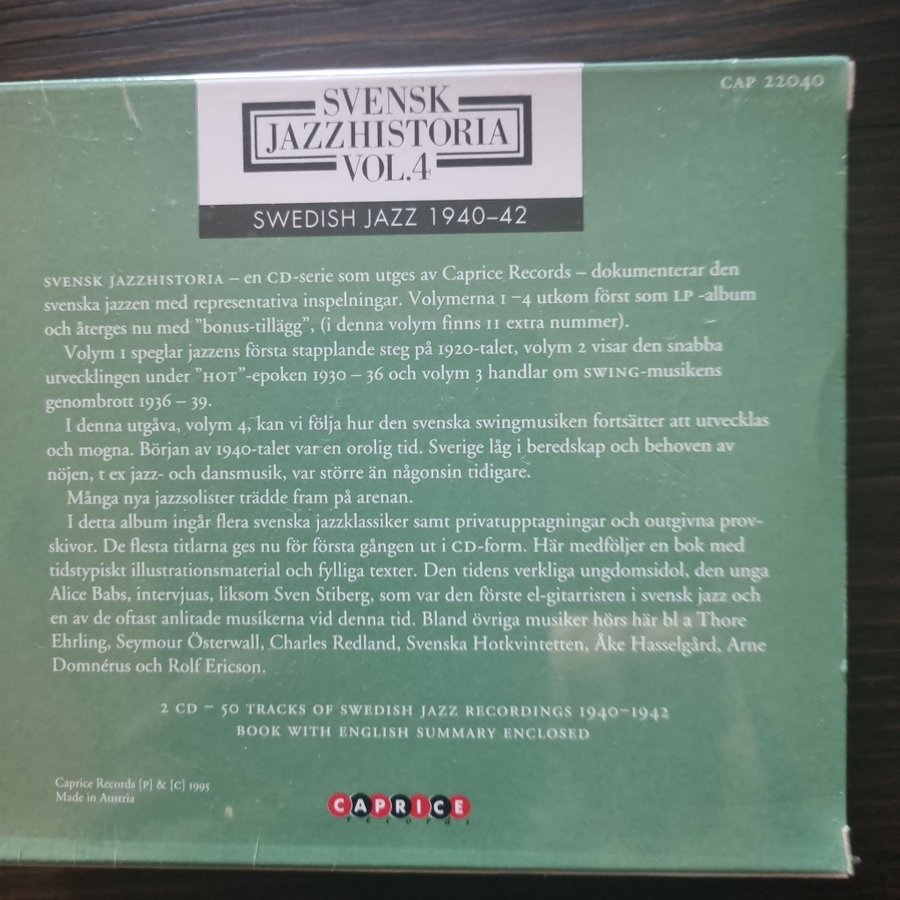 CAP 22040
SVENSK
JAZZHISTORIA
VOL.4
SWEDISH JAZZ 1940–42
SVENSK JAZZHISTORIA – en CD-serie som utges av Caprice Records – dokumenterar den
svenska jazzen med representativa inspelningar. Volymerna 1 –4 utkom först som LP -album
och återges nu med "bonus-tillägg", (i denna volym finns 11 extra nummer).
Volym 1 speglar jazzens första stapplande steg på 1920-talet, volym 2 visar den snabba
utvecklingen under "HOT"-epoken 1930 – 36 och volym 3 handlar om SWING-musikens
genombrott 1936 – 39.
I denna utgåva, volym 4, kan vi följa hur den svenska swingmusiken fortsätter att utvecklas
och mogna. Början av 1940-talet var en orolig tid. Sverige låg i beredskap och behoven av
nöjen, t ex jazz- och dansmusik, var större än någonsin tidigare.
Många nya jazzsolister trädde fram på arenan.
I detta album ingår flera svenska jazzklassiker samt privatupptagningar och outgivna prov-
skivor. De flesta titlarna ges nu för första gången ut i CD-form. Här medföljer en bok med
tidstypiskt illustrationsmaterial och fylliga texter. Den tidens verkliga ungdomsidol, den unga
Alice Babs, intervjuas, liksom Sven Stiberg, som var den förste el-gitarristen i svensk jazz och
en av de oftast anlitade musikerna vid denna tid. Bland övriga musiker hörs här bl a Thore
Ehrling, Seymour Österwall, Charles Redland, Svenska Hotkvintetten, Åke Hasselgård, Arne
Domnérus och Rolf Ericson.
2 CD – 50 TRACKS OF SWEDISH JAZZ RECORDINGS 1940–1942
BOOK WITH ENGLISH SUMMARY ENCLOSED
Caprice Records [P] & [C] 1995
Made in Austria
CAPRICE
RECORDS